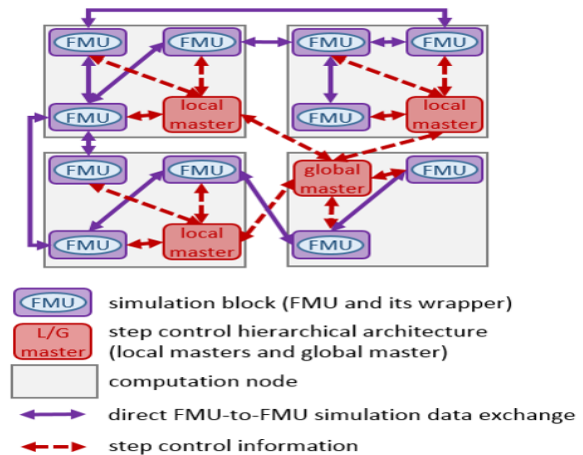 FMU
FMU
FMU
FMU
FMU
local
master
FMU
local
master
FMU
FMU
global
master
FMU
FMU
local
master
FMU
FMU
simulation block (FMU and its wrapper)
L/G
master
step control hierarchical architecture
(local masters and global master)
computation node
direct FMU-to-FMU simulation data exchange
step control information